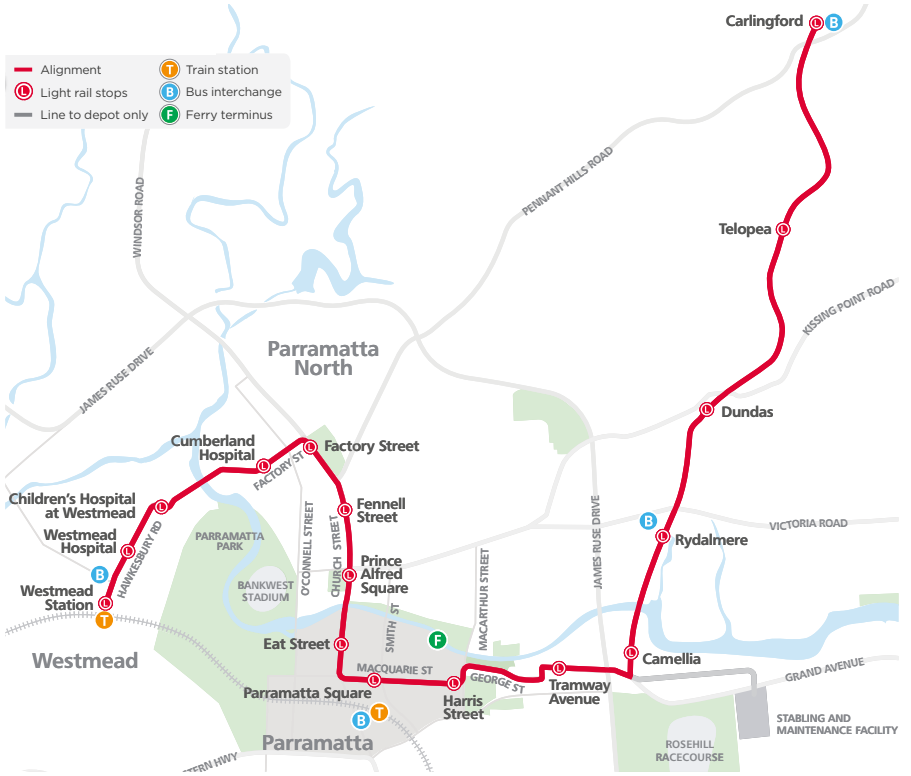 Carlingford
B
Alignment
T Train station
L Light rail stops
B Bus interchange
Line to depot only
F Ferry terminus
PENNANT HILLS ROAD
WINDSOR ROAD
Telopea
KISSING POINT ROAD
Parramatta
North
JAMES RUSE DRIVE
Dundas
Cumberland
Hospital
Factory Street
FACTORY ST
Children's Hospital
at Westmead
Fennell
Street
O'CONNELL STREET
CHURCH STREET
JAMES RUSE DRIVE
VICTORIA ROAD
B
Rydalmere
Westmead
Hospital
HAWKESBURY RD
PARRAMATTA
PARK
Prince
Alfred
Square
MACARTHUR STREET
B
BANKWEST
STADIUM
Westmead
Station
T
SMITH ST
Eat Street
F
Camellia
Westmead
MACQUARIE ST
GEORGE ST
GRAND AVENUE
Parramatta Square
Harris
Street
Tramway
Avenue
B T
STABLING AND
MAINTENANCE FACILITY
Parramatta
ROSEHILL
RACECOURSE
TERN HWY